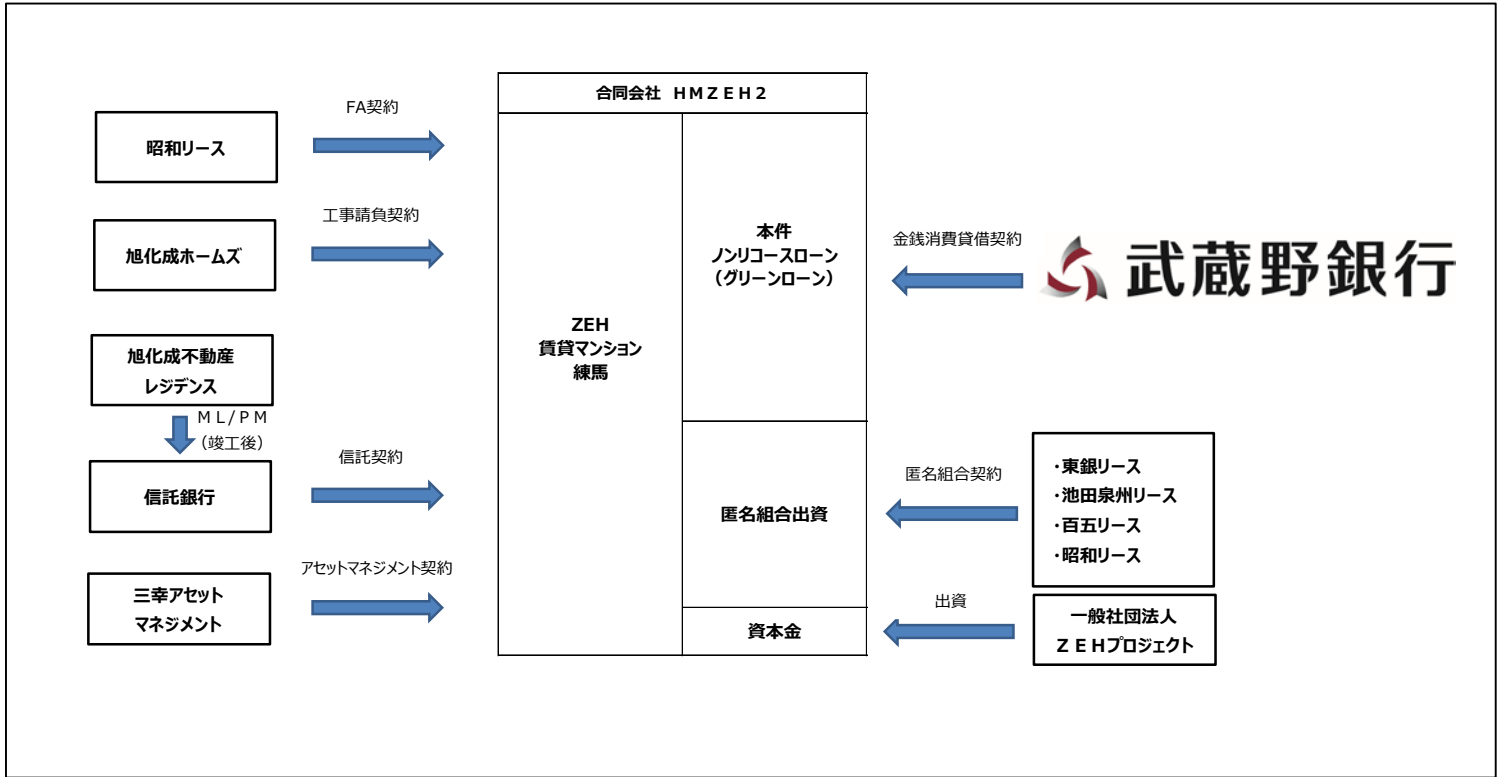 合同会社 HMZEH2
FA契約
昭和リース
工事請負契約
旭化成ホームズ
旭化成不動産
レジデンス
ML/PM
(竣工後)
信託契約
信託銀行
アセットマネジメント契約
三幸アセット
マネジメント
ZEH
賃貸マンション
練馬
本件
ノンリコースローン
(グリーンローン)
匿名組合出資
資本金
金銭消費貸借契約
武蔵野銀行
匿名組合契約
・東銀リース
・池田泉州リース
・百五リース
・昭和リース
出資
一般社団法人
ZEHプロジェクト